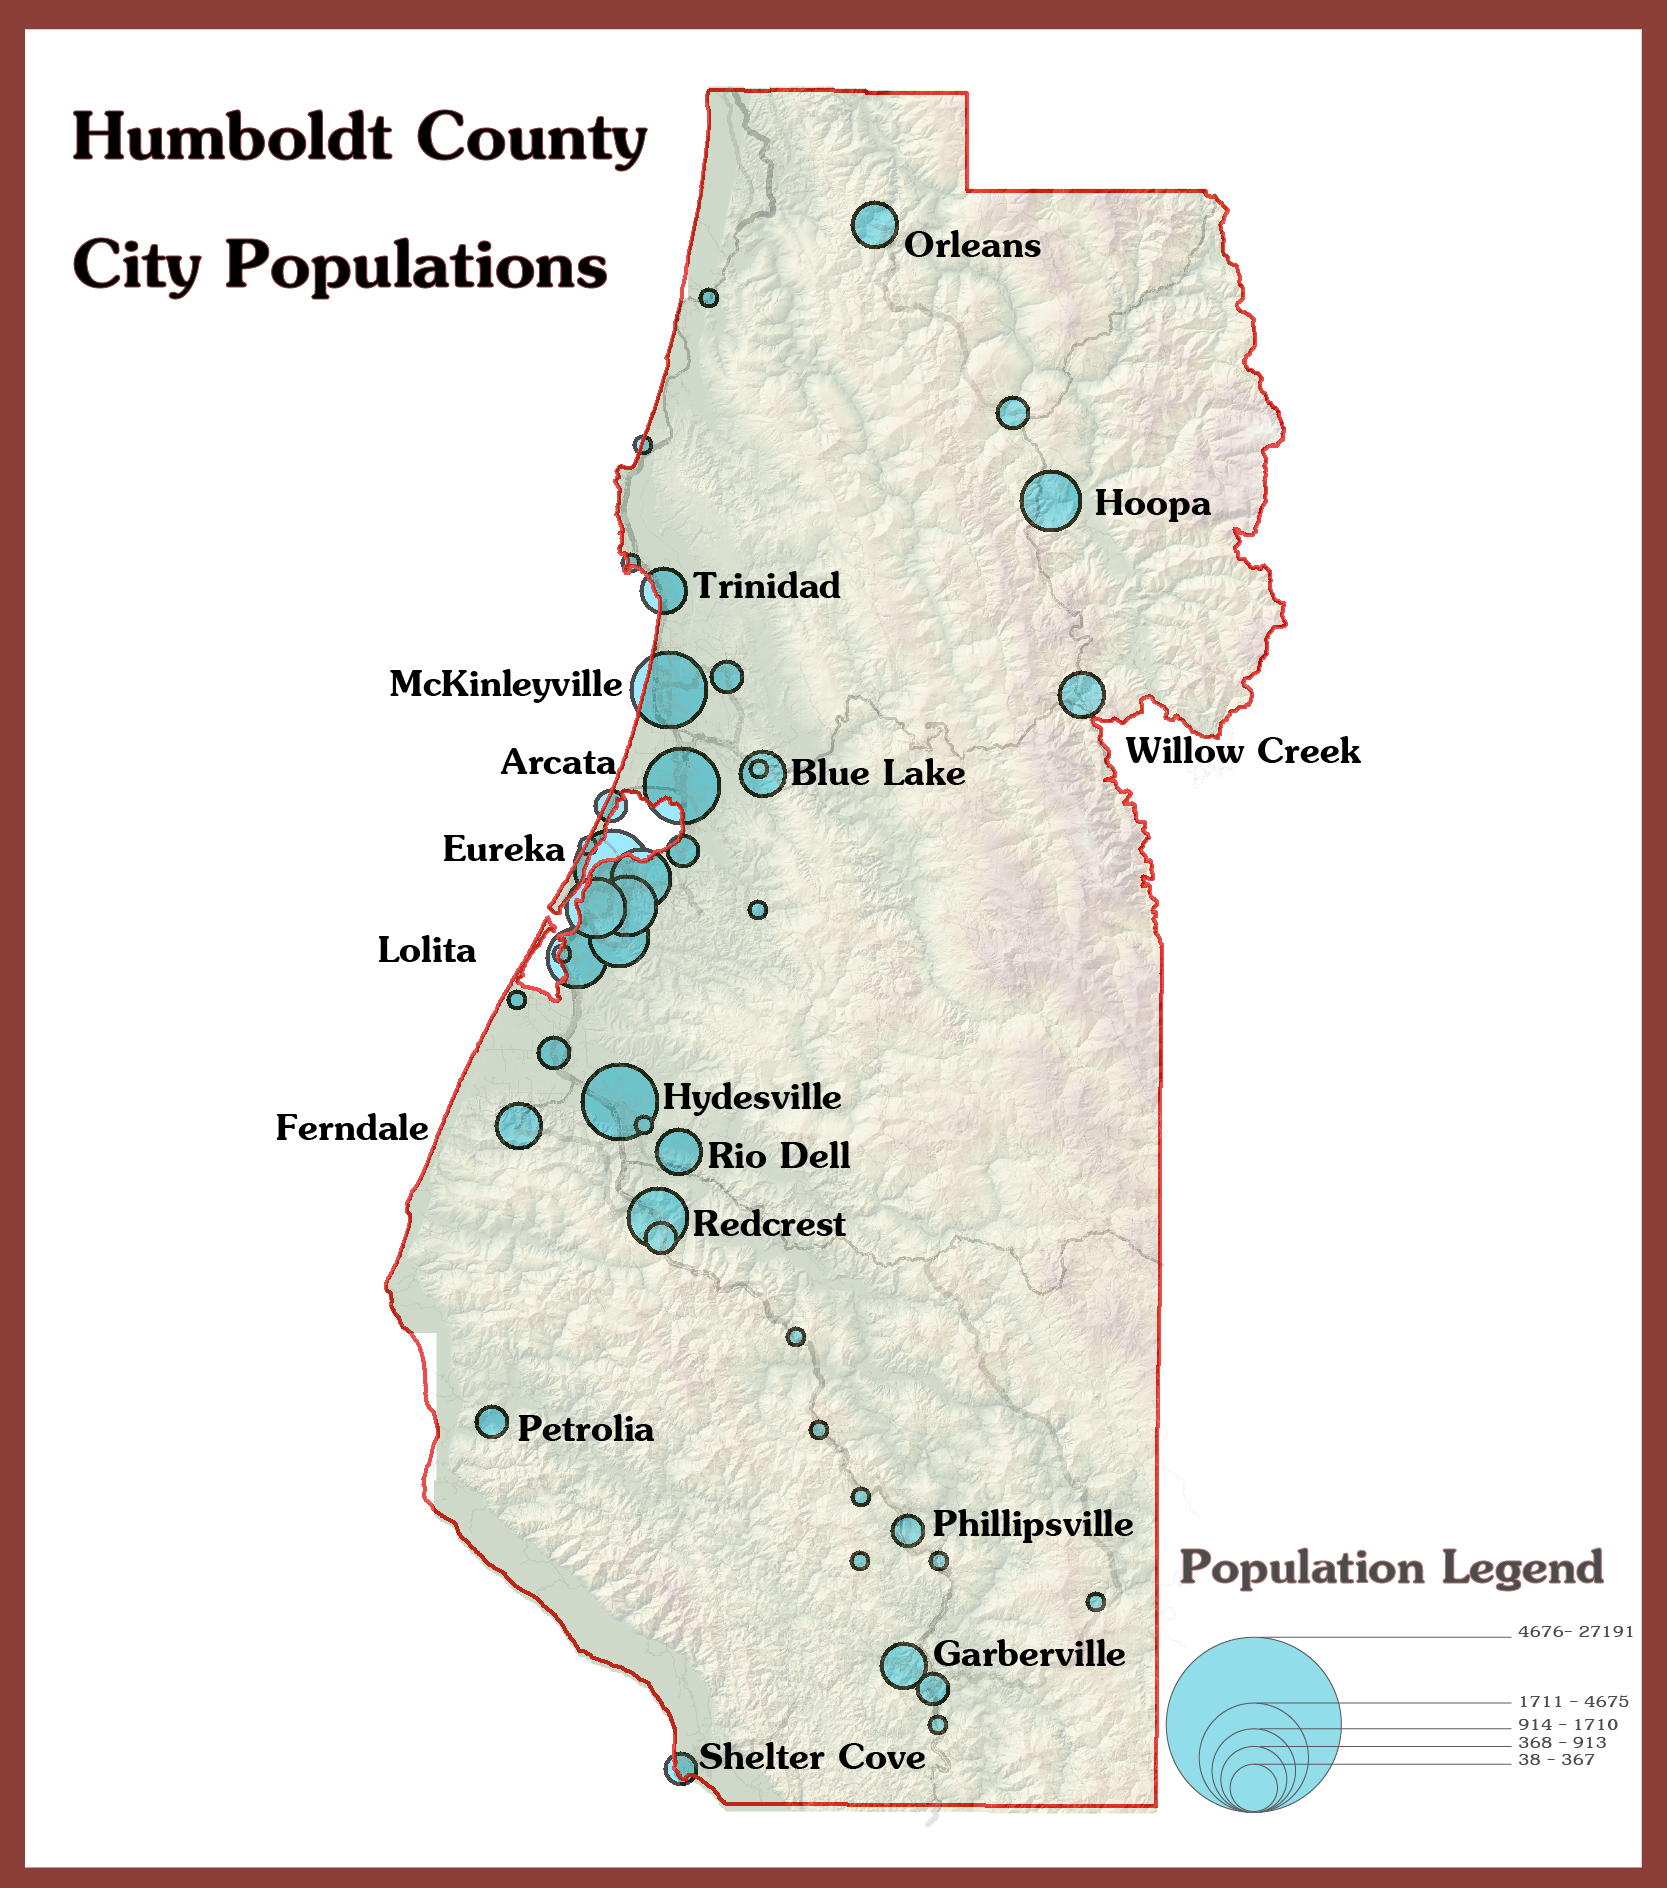 Humboldt County
City Populations
Orleans
Hoopa
Trinidad
McKinleyville
Willow Creek
Arcata
Blue Lake
Eureka
Lolita
Hydesville
Ferndale
Rio Dell
Redcrest
Petrolia
Phillipsville
Garberville
Shelter Cove
Population Legend
4676- 27191
1711 - 4675
914 - 1710
368 - 913
38 - 367